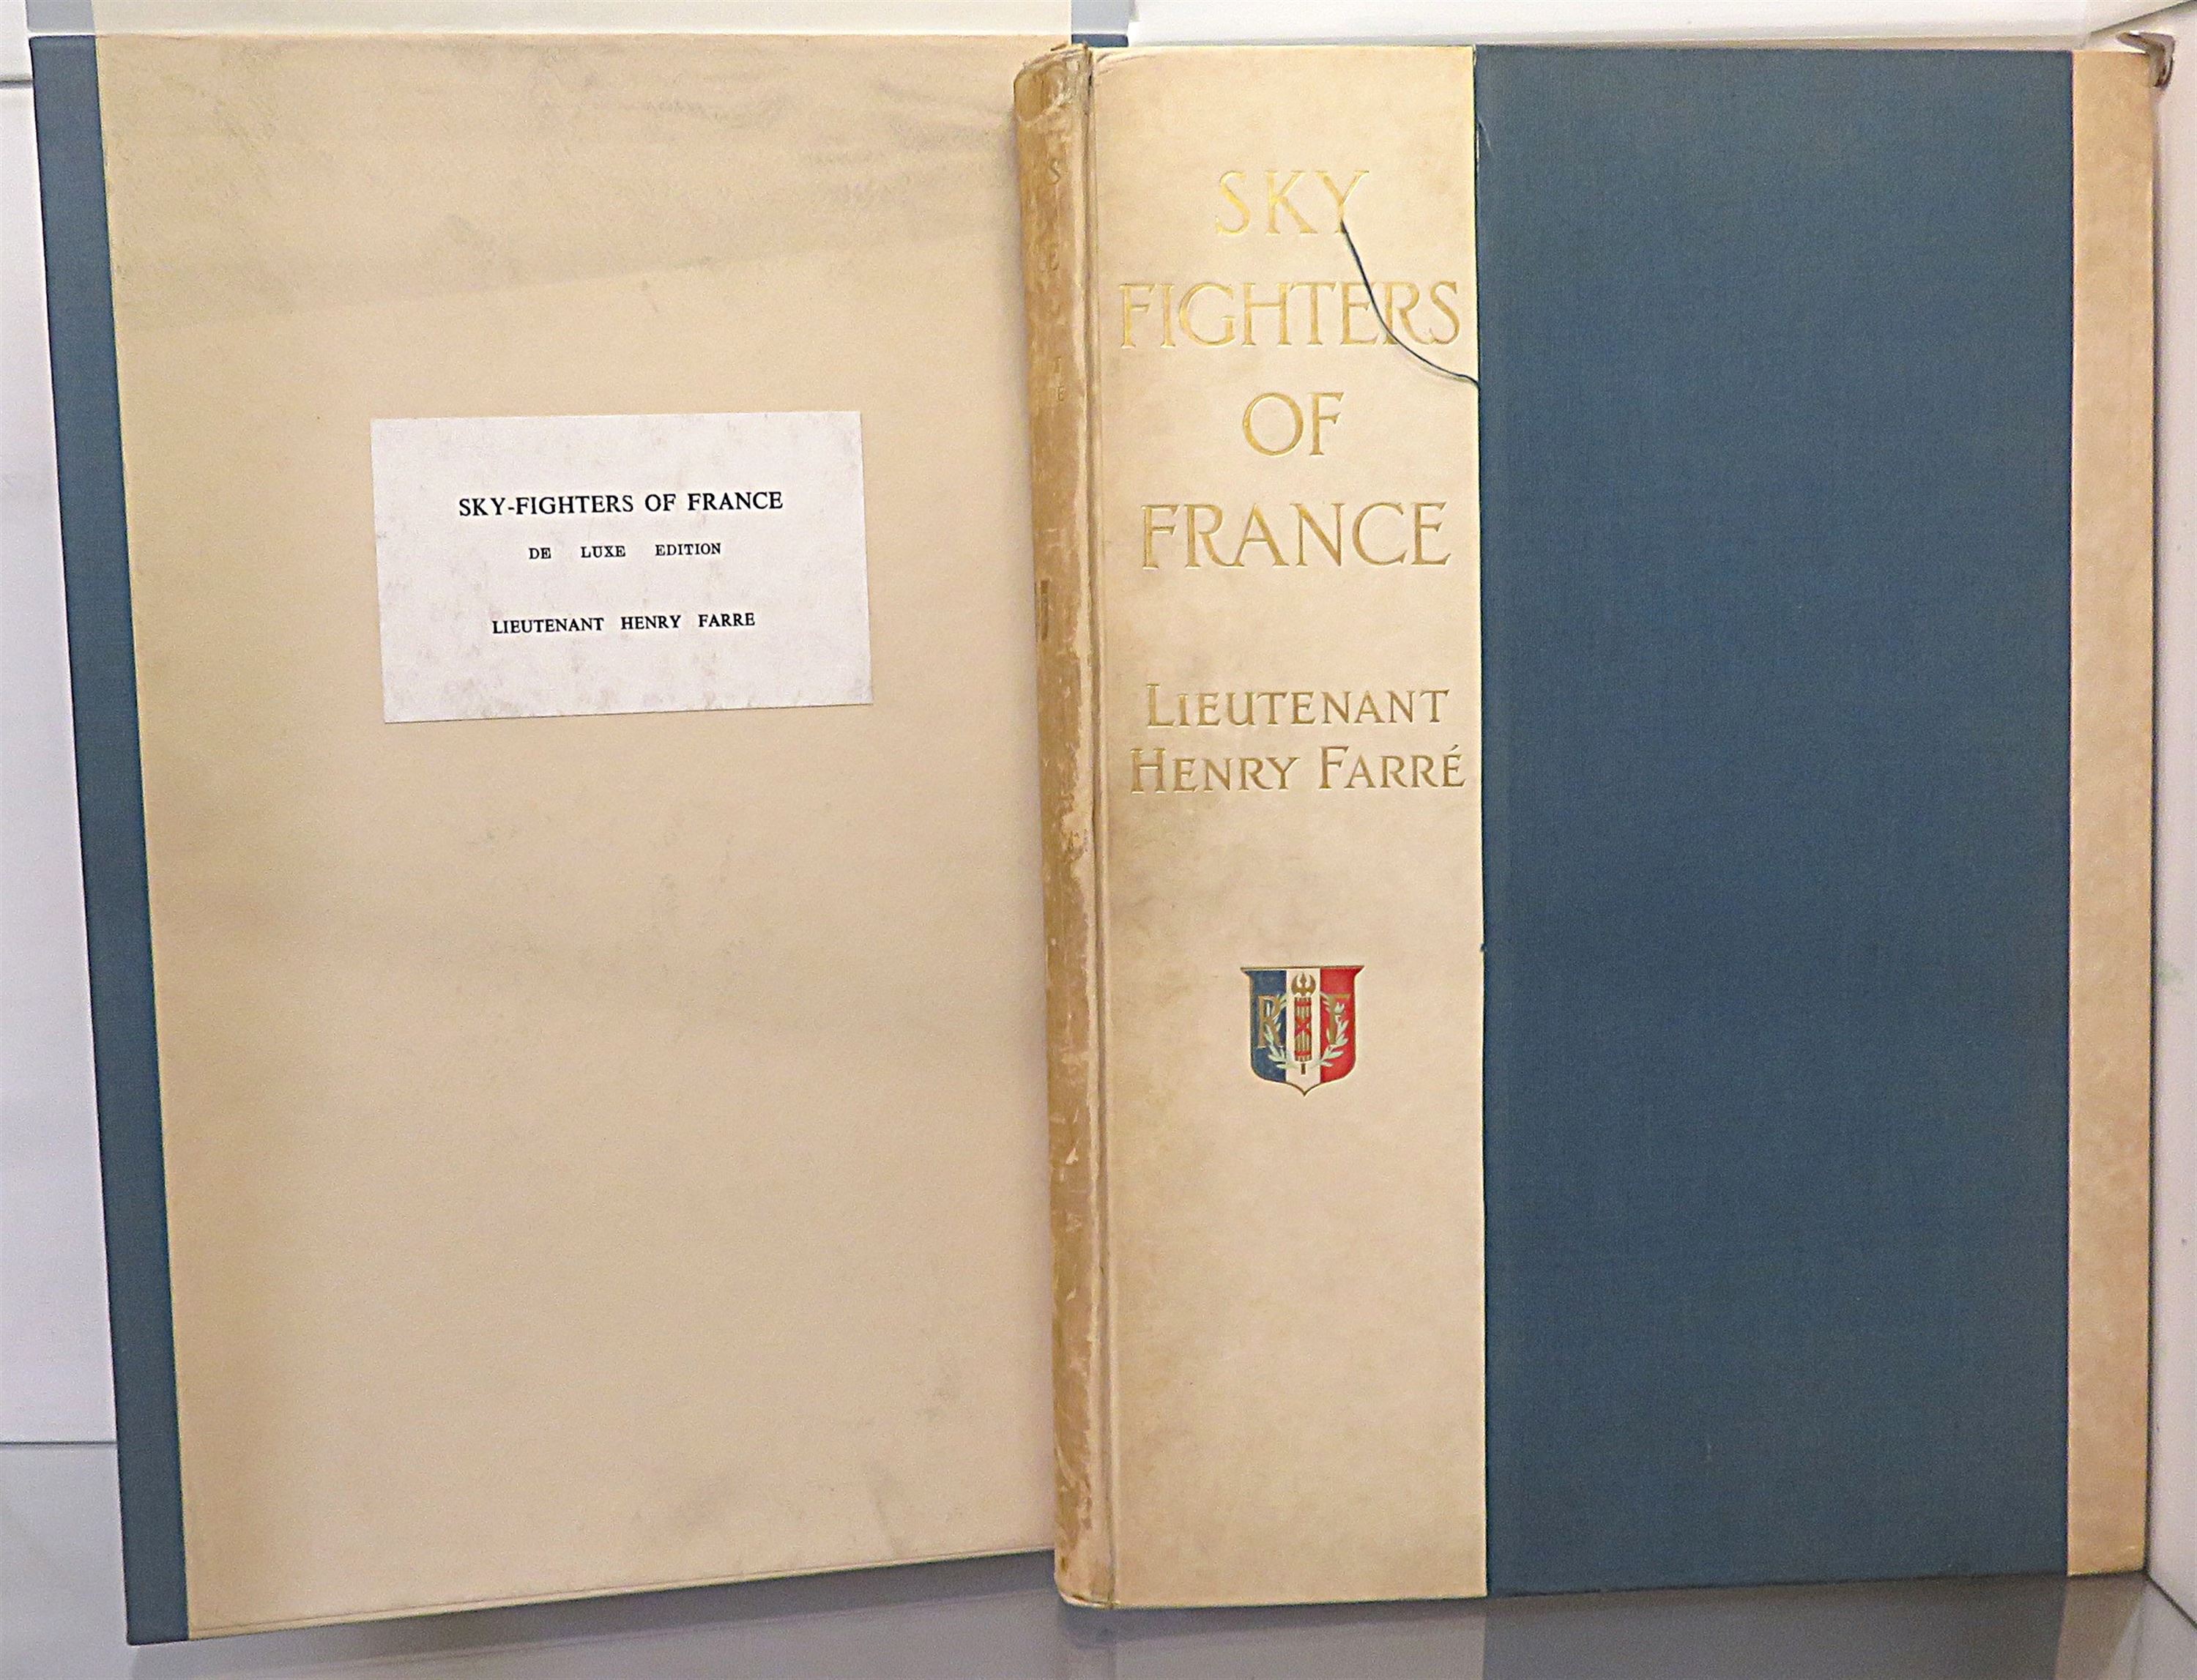 SKY-FIGHTERS OF FRANCE
DE LUXE EDITION
LIEUTENANT HENRY FARRE
SKY
FIGHTERS
OF
FRANCE
LIEUTENANT
HENRY FARRÉ
R F